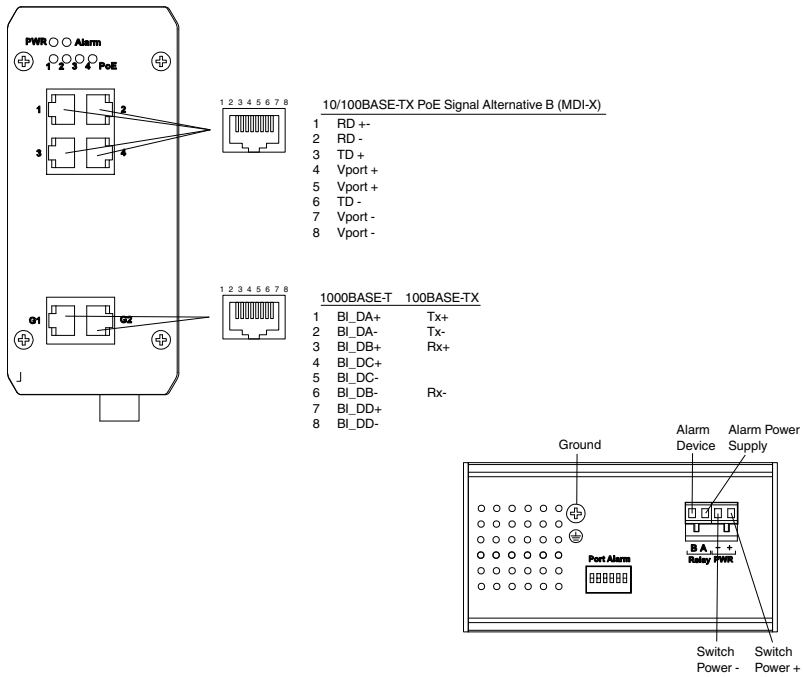 PWR Alarm
1 2 3 4 PoE
1 2
3 4
G1 G2
1 2 3 4 5 6 7 8
10/100BASE-TX PoE Signal Alternative B (MDI-X)
1 RD +-
2 RD -
3 TD +
4 Vport +
5 Vport +
6 TD -
7 Vport -
8 Vport -
1 2 3 4 5 6 7 8
1000BASE-T 100BASE-TX
1 BI_DA+ Tx+
2 BI_DA- Tx-
3 BI_DB+ Rx+
4 BI_DC+
5 BI_DC-
6 BI_DB- Rx-
7 BI_DD+
8 BI_DD-
Ground
Alarm
Device
Alarm Power
Supply
Port Alarm
B A - +
Relay PWR
Switch
Power -
Switch
Power +